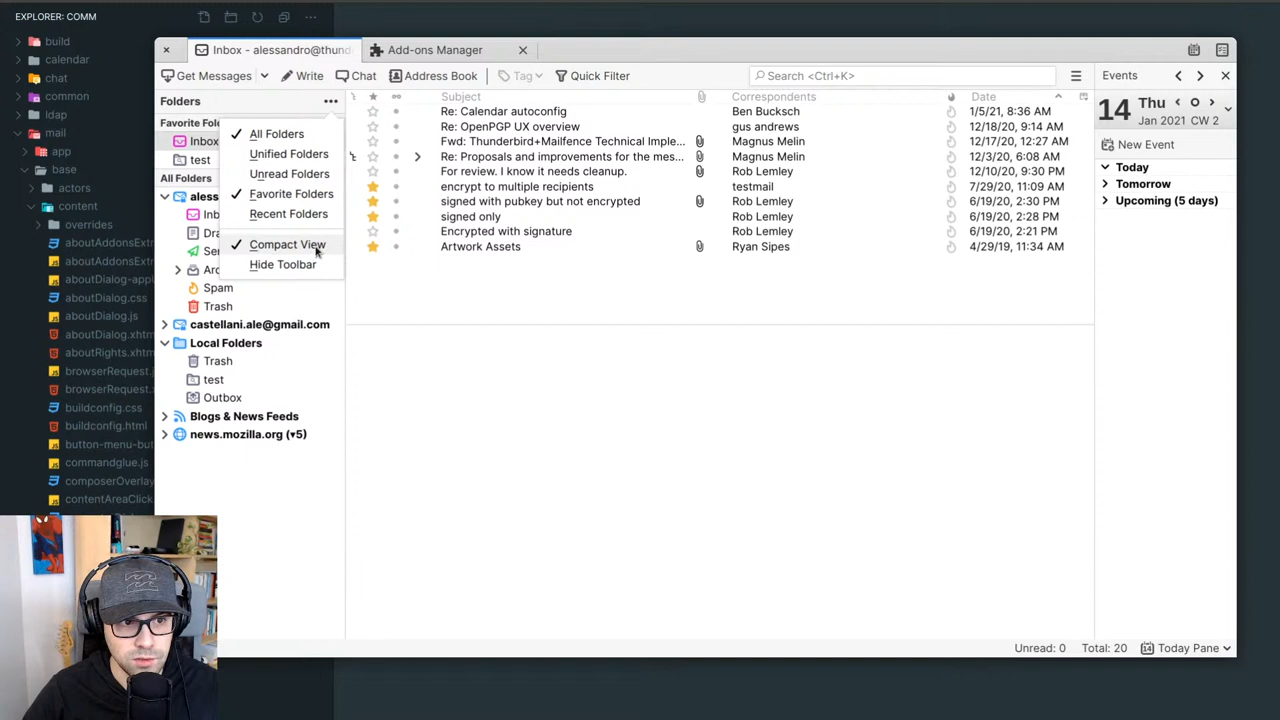 EXPLORER: COMM
build
calendar
chat
common
ldap
mail
app
base
actors
content
overrides
aboutAddonsExt
aboutAddonsExt
aboutDialog-appl
aboutDialog.css
aboutDialog.js
aboutDialog.xhtm
aboutRights.xhtm
browserRequest.j
browserRequest.x
buildconfig.css
buildconfig.html
button-menu-but
commandglue.js
composerOverlay
contentAreaClick
Inbox - alessandro@thund
Add-ons Manager
Get Messages
Write
Chat
Address Book
Tag
Quick Filter
Search <Ctrl+K>
Folders
Favorite Fol
Inbox
test
All Folders
aless
Inb
Dra
Ser
Arc
Spam
Trash
castellani.ale@gmail.com
Local Folders
Trash
test
Outbox
Blogs & News Feeds
news.mozilla.org (▾5)
All Folders
Unified Folders
Unread Folders
Favorite Folders
Recent Folders
Compact View
Hide Toolbar
Subject Correspondents Date
Re: Calendar autoconfig Ben Bucksch 1/5/21, 8:36 AM
Re: OpenPGP UX overview gus andrews 12/18/20, 9:14 AM
Fwd: Thunderbird+Mailfence Technical Imple... Magnus Melin 12/17/20, 12:27 AM
Re: Proposals and improvements for the mes... Magnus Melin 12/3/20, 6:08 AM
For review. I know it needs cleanup. Rob Lemley 12/10/20, 9:30 PM
encrypt to multiple recipients testmail 7/29/20, 11:09 AM
signed with pubkey but not encrypted Rob Lemley 6/19/20, 2:30 PM
signed only Rob Lemley 6/19/20, 2:28 PM
Encrypted with signature Rob Lemley 6/19/20, 2:21 PM
Artwork Assets Ryan Sipes 4/29/19, 11:34 AM
Events
14 Thu
Jan 2021 CW 2
New Event
Today
Tomorrow
Upcoming (5 days)
Unread: 0 Total: 20 14 Today Pane